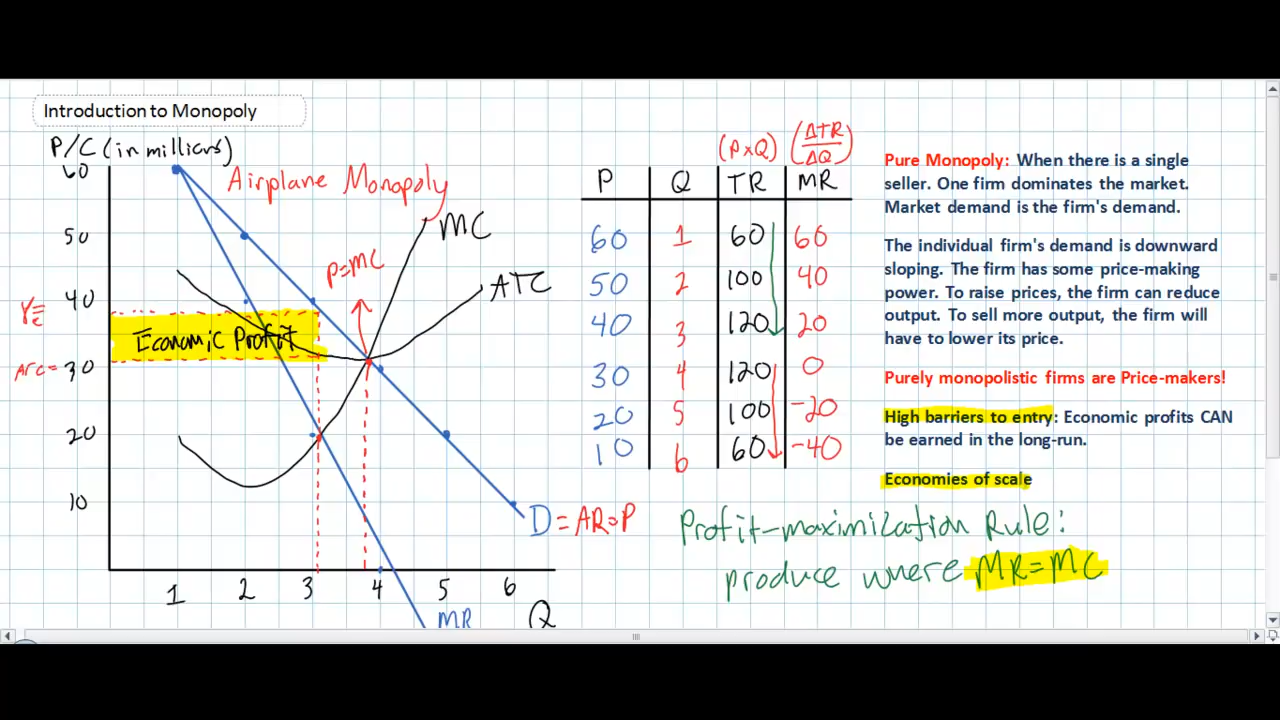 Introduction to Monopoly
P/C (in millions)
Airplane Monopoly
60
50
40
30
20
10
MC
ATC
P=MC
Economic Profit
ATC=
D=AR=P
1 2 3 4 5 6
Q
MR
(PxQ) (ΔTR/ΔQ)
P Q TR MR
60 1 60 60
50 2 100 40
40 3 120 20
30 4 120 0
20 5 100 -20
10 6 60 -40
Pure Monopoly: When there is a single
seller. One firm dominates the market.
Market demand is the firm's demand.
The individual firm's demand is downward
sloping. The firm has some price-making
power. To raise prices, the firm can reduce
output. To sell more output, the firm will
have to lower its price.
Purely monopolistic firms are Price-makers!
High barriers to entry: Economic profits CAN
be earned in the long-run.
Economies of scale
Profit-maximization Rule:
produce where MR=MC